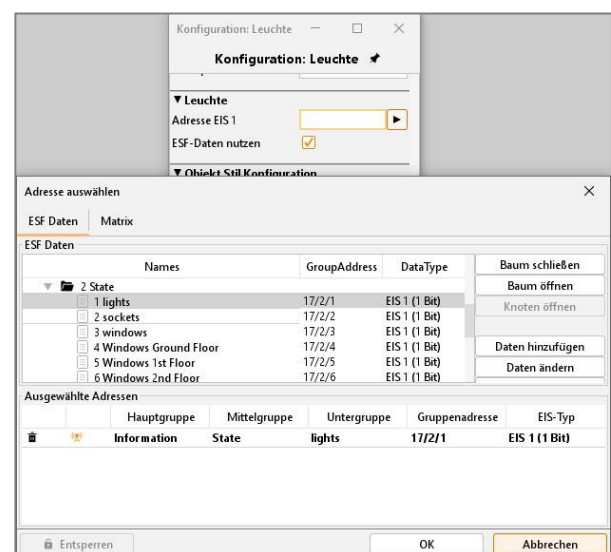 Konfiguration: Leuchte
Konfiguration: Leuchte
▼ Leuchte
Adresse EIS 1
ESF-Daten nutzen
▼ Objekt Stil Konfiguration
Adresse auswählen
ESF Daten Matrix
ESF Daten
Names GroupAddress DataType
2 State
1 lights 17/2/1 EIS 1 (1 Bit)
2 sockets 17/2/2 EIS 1 (1 Bit)
3 windows 17/2/3 EIS 1 (1 Bit)
4 Windows Ground Floor 17/2/4 EIS 1 (1 Bit)
5 Windows 1st Floor 17/2/5 EIS 1 (1 Bit)
6 Windows 2nd Floor 17/2/6 EIS 1 (1 Bit)
Baum schließen
Baum öffnen
Knoten öffnen
Daten hinzufügen
Daten ändern
Ausgewählte Adressen
Hauptgruppe Mittelgruppe Untergruppe Gruppenadresse EIS-Typ
Information State lights 17/2/1 EIS 1 (1 Bit)
Entsperren OK Abbrechen